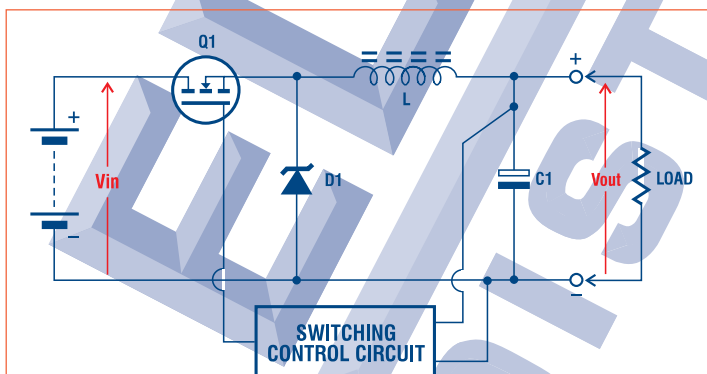 Q1
L
+
+
Vin
D1
C1
Vout
LOAD
–
–
SWITCHING
CONTROL CIRCUIT